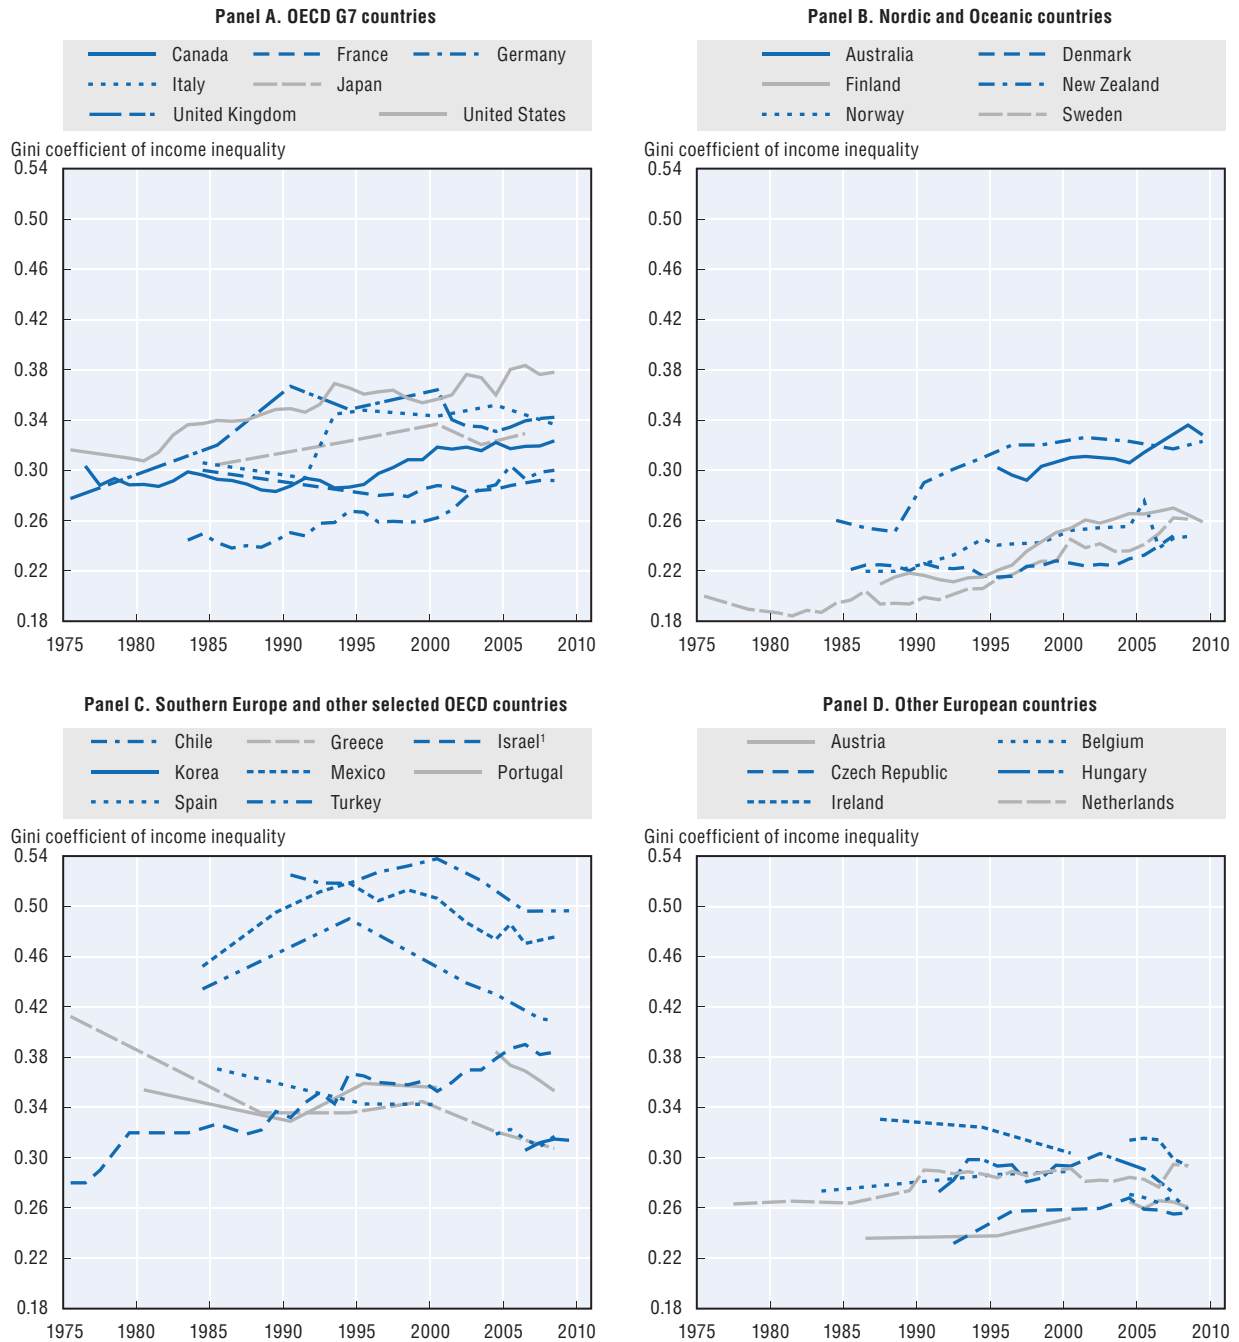 Panel A. OECD G7 countries
Canada France Germany
Italy Japan
United Kingdom United States
Gini coefficient of income inequality
0.54
0.50
0.46
0.42
0.38
0.34
0.30
0.26
0.22
0.18
1975 1980 1985 1990 1995 2000 2005 2010
Panel B. Nordic and Oceanic countries
Australia Denmark
Finland New Zealand
Norway Sweden
Gini coefficient of income inequality
0.54
0.50
0.46
0.42
0.38
0.34
0.30
0.26
0.22
0.18
1975 1980 1985 1990 1995 2000 2005 2010
Panel C. Southern Europe and other selected OECD countries
Chile Greece Israel¹
Korea Mexico Portugal
Spain Turkey
Gini coefficient of income inequality
0.54
0.50
0.46
0.42
0.38
0.34
0.30
0.26
0.22
0.18
1975 1980 1985 1990 1995 2000 2005 2010
Panel D. Other European countries
Austria Belgium
Czech Republic Hungary
Ireland Netherlands
Gini coefficient of income inequality
0.54
0.50
0.46
0.42
0.38
0.34
0.30
0.26
0.22
0.18
1975 1980 1985 1990 1995 2000 2005 2010